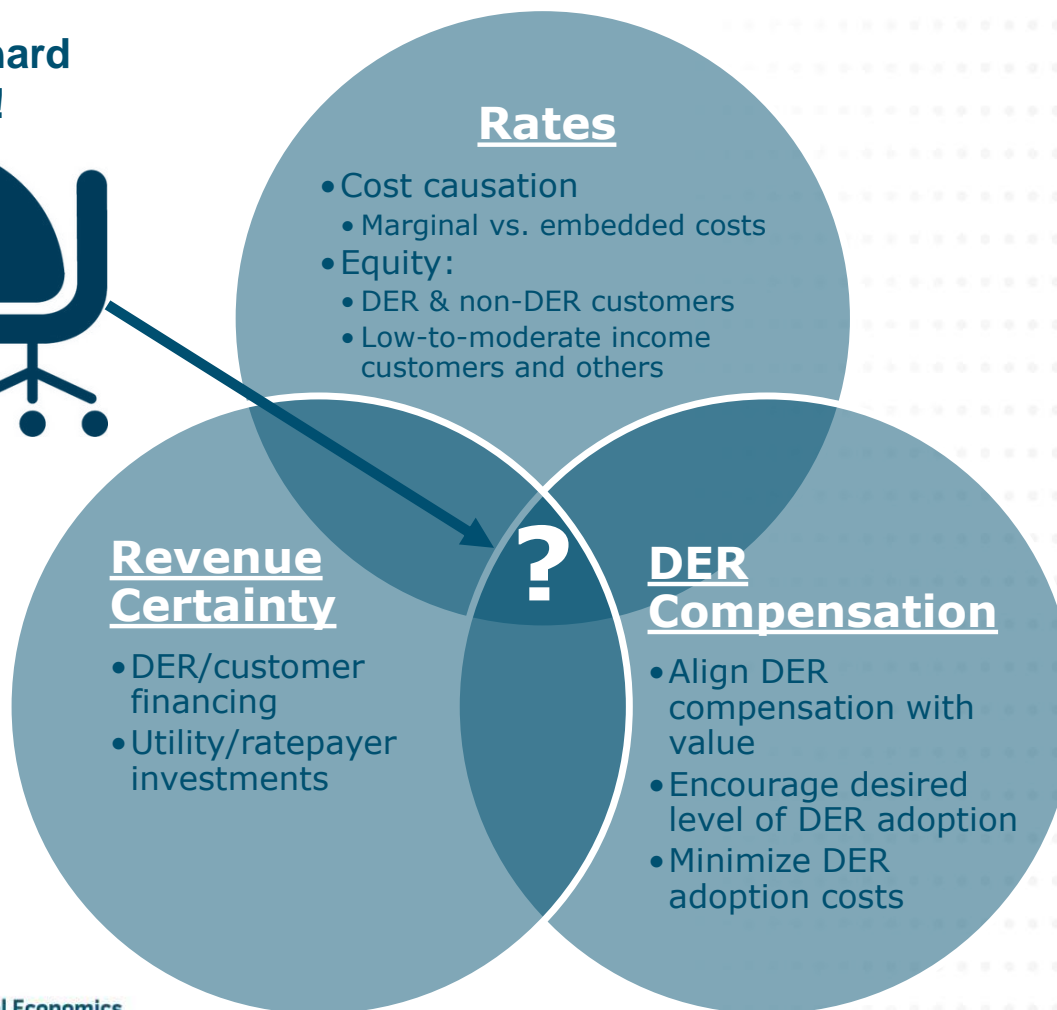 hard
!
Rates
•Cost causation
•Marginal vs. embedded costs
•Equity:
•DER & non-DER customers
•Low-to-moderate income
customers and others
?
Revenue
Certainty
•DER/customer
financing
•Utility/ratepayer
investments
DER
Compensation
•Align DER
compensation with
value
•Encourage desired
level of DER adoption
•Minimize DER
adoption costs
Economics